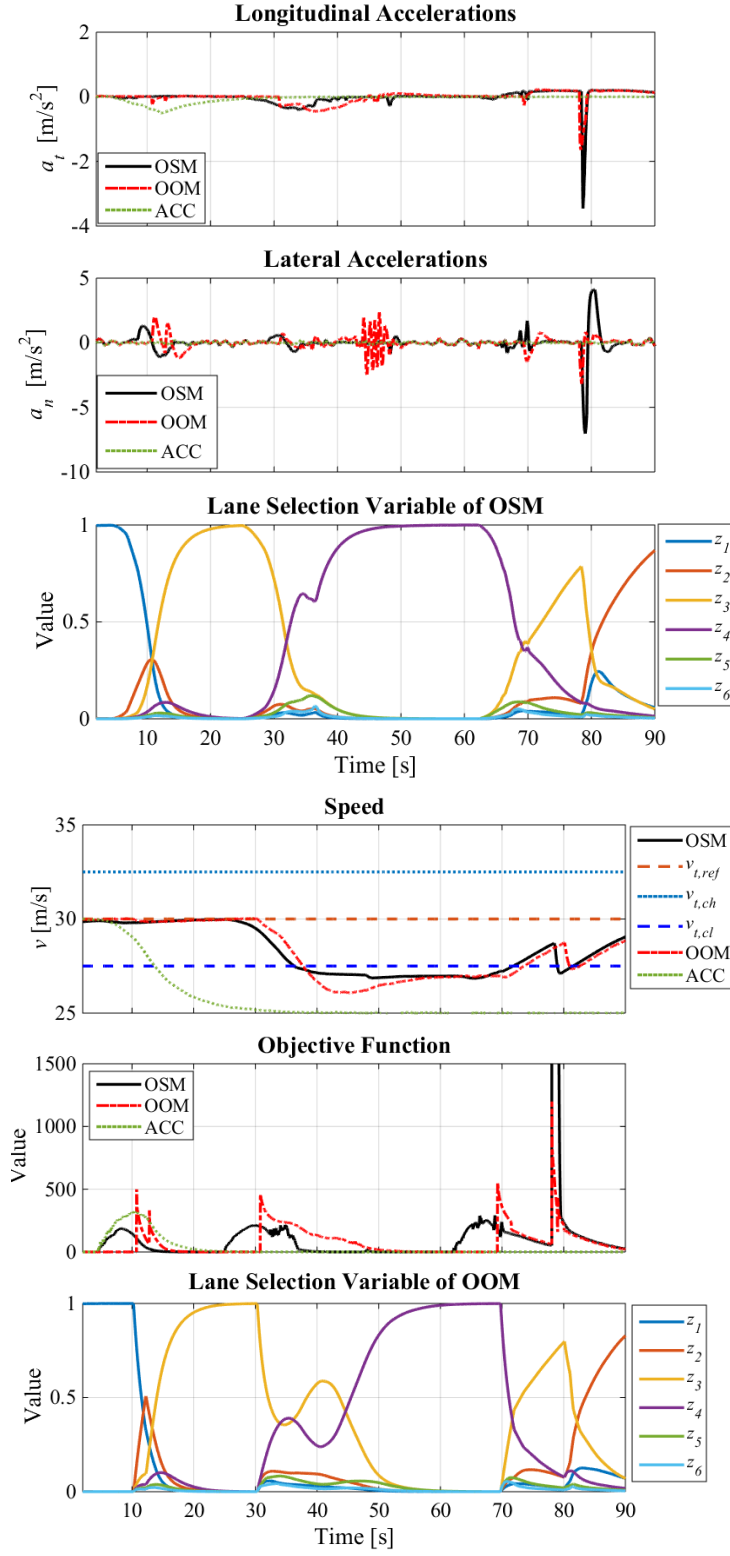 Longitudinal Accelerations
a_t [m/s²]
2
0
-2
-4
OSM
OOM
ACC
Lateral Accelerations
a_n [m/s²]
5
0
-5
-10
OSM
OOM
ACC
Lane Selection Variable of OSM
Value
1
0.5
0
z_1
z_2
z_3
z_4
z_5
z_6
10 20 30 40 50 60 70 80 90
Time [s]
Speed
v [m/s]
35
30
25
OSM
v_{t,ref}
v_{t,ch}
v_{t,cl}
OOM
ACC
Objective Function
Value
1500
1000
500
0
OSM
OOM
ACC
Lane Selection Variable of OOM
Value
1
0.5
0
z_1
z_2
z_3
z_4
z_5
z_6
10 20 30 40 50 60 70 80 90
Time [s]